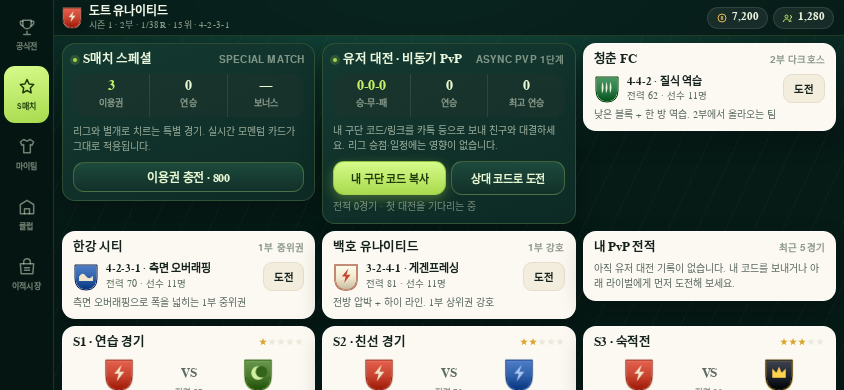 도트 유나이티드
시즌 1 · 2부 · 1/38R · 15위 · 4-2-3-1
7,200
1,280
공식전
S매치
마이팀
클럽
이적시장
S매치 스페셜
SPECIAL MATCH
3
0
—
이용권
연승
보너스
리그와 별개로 치르는 특별 경기. 실시간 모멘텀 카드가
그대로 적용됩니다.
이용권 충전 · 800
유저 대전 · 비동기 PvP
ASYNC PVP 1단계
0-0-0
0
0
승·무·패
연승
최고 연승
내 구단 코드/링크를 카톡 등으로 보내 친구와 대결하세
요. 리그 승점·일정에는 영향이 없습니다.
내 구단 코드 복사
상대 코드로 도전
전적 0경기 · 첫 대전을 기다리는 중
청춘 FC
2부 다크호스
4-4-2 · 질식 역습
전력 62 · 선수 11명
도전
낮은 블록 + 한 방 역습. 2부에서 올라오는 팀
한강 시티
1부 중위권
4-2-3-1 · 측면 오버래핑
전력 70 · 선수 11명
도전
측면 오버래핑으로 폭을 넓히는 1부 중위권
백호 유나이티드
1부 강호
3-2-4-1 · 게겐프레싱
전력 81 · 선수 11명
도전
전방 압박 + 하이 라인. 1부 상위권 강호
내 PvP 전적
최근 5경기
아직 유저 대전 기록이 없습니다. 내 코드를 보내거나 아
래 라이벌에게 먼저 도전해 보세요.
S1 · 연습 경기
★★★★★
VS
S2 · 친선 경기
★★★★★
VS
S3 · 숙적전
★★★★★
VS